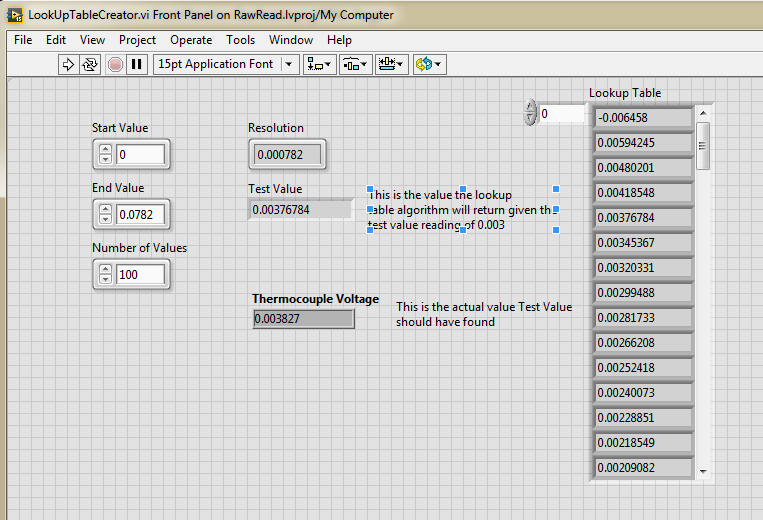 LookUpTableCreator.vi Front Panel on RawRead.lvproj/My Computer
File Edit View Project Operate Tools Window Help
15pt Application Font
Lookup Table
0
-0.006458
0.00594245
0.00480201
0.00418548
0.00376784
0.00345367
0.00320331
0.00299488
0.00281733
0.00266208
0.00252418
0.00240073
0.00228851
0.00218549
0.00209082
Start Value
0
End Value
0.0782
Number of Values
100
Resolution
0.000782
Test Value
0.00376784
This is the value the lookup
table algorithm will return given the
test value reading of 0.003
Thermocouple Voltage
0.003827
This is the actual value Test Value
should have found